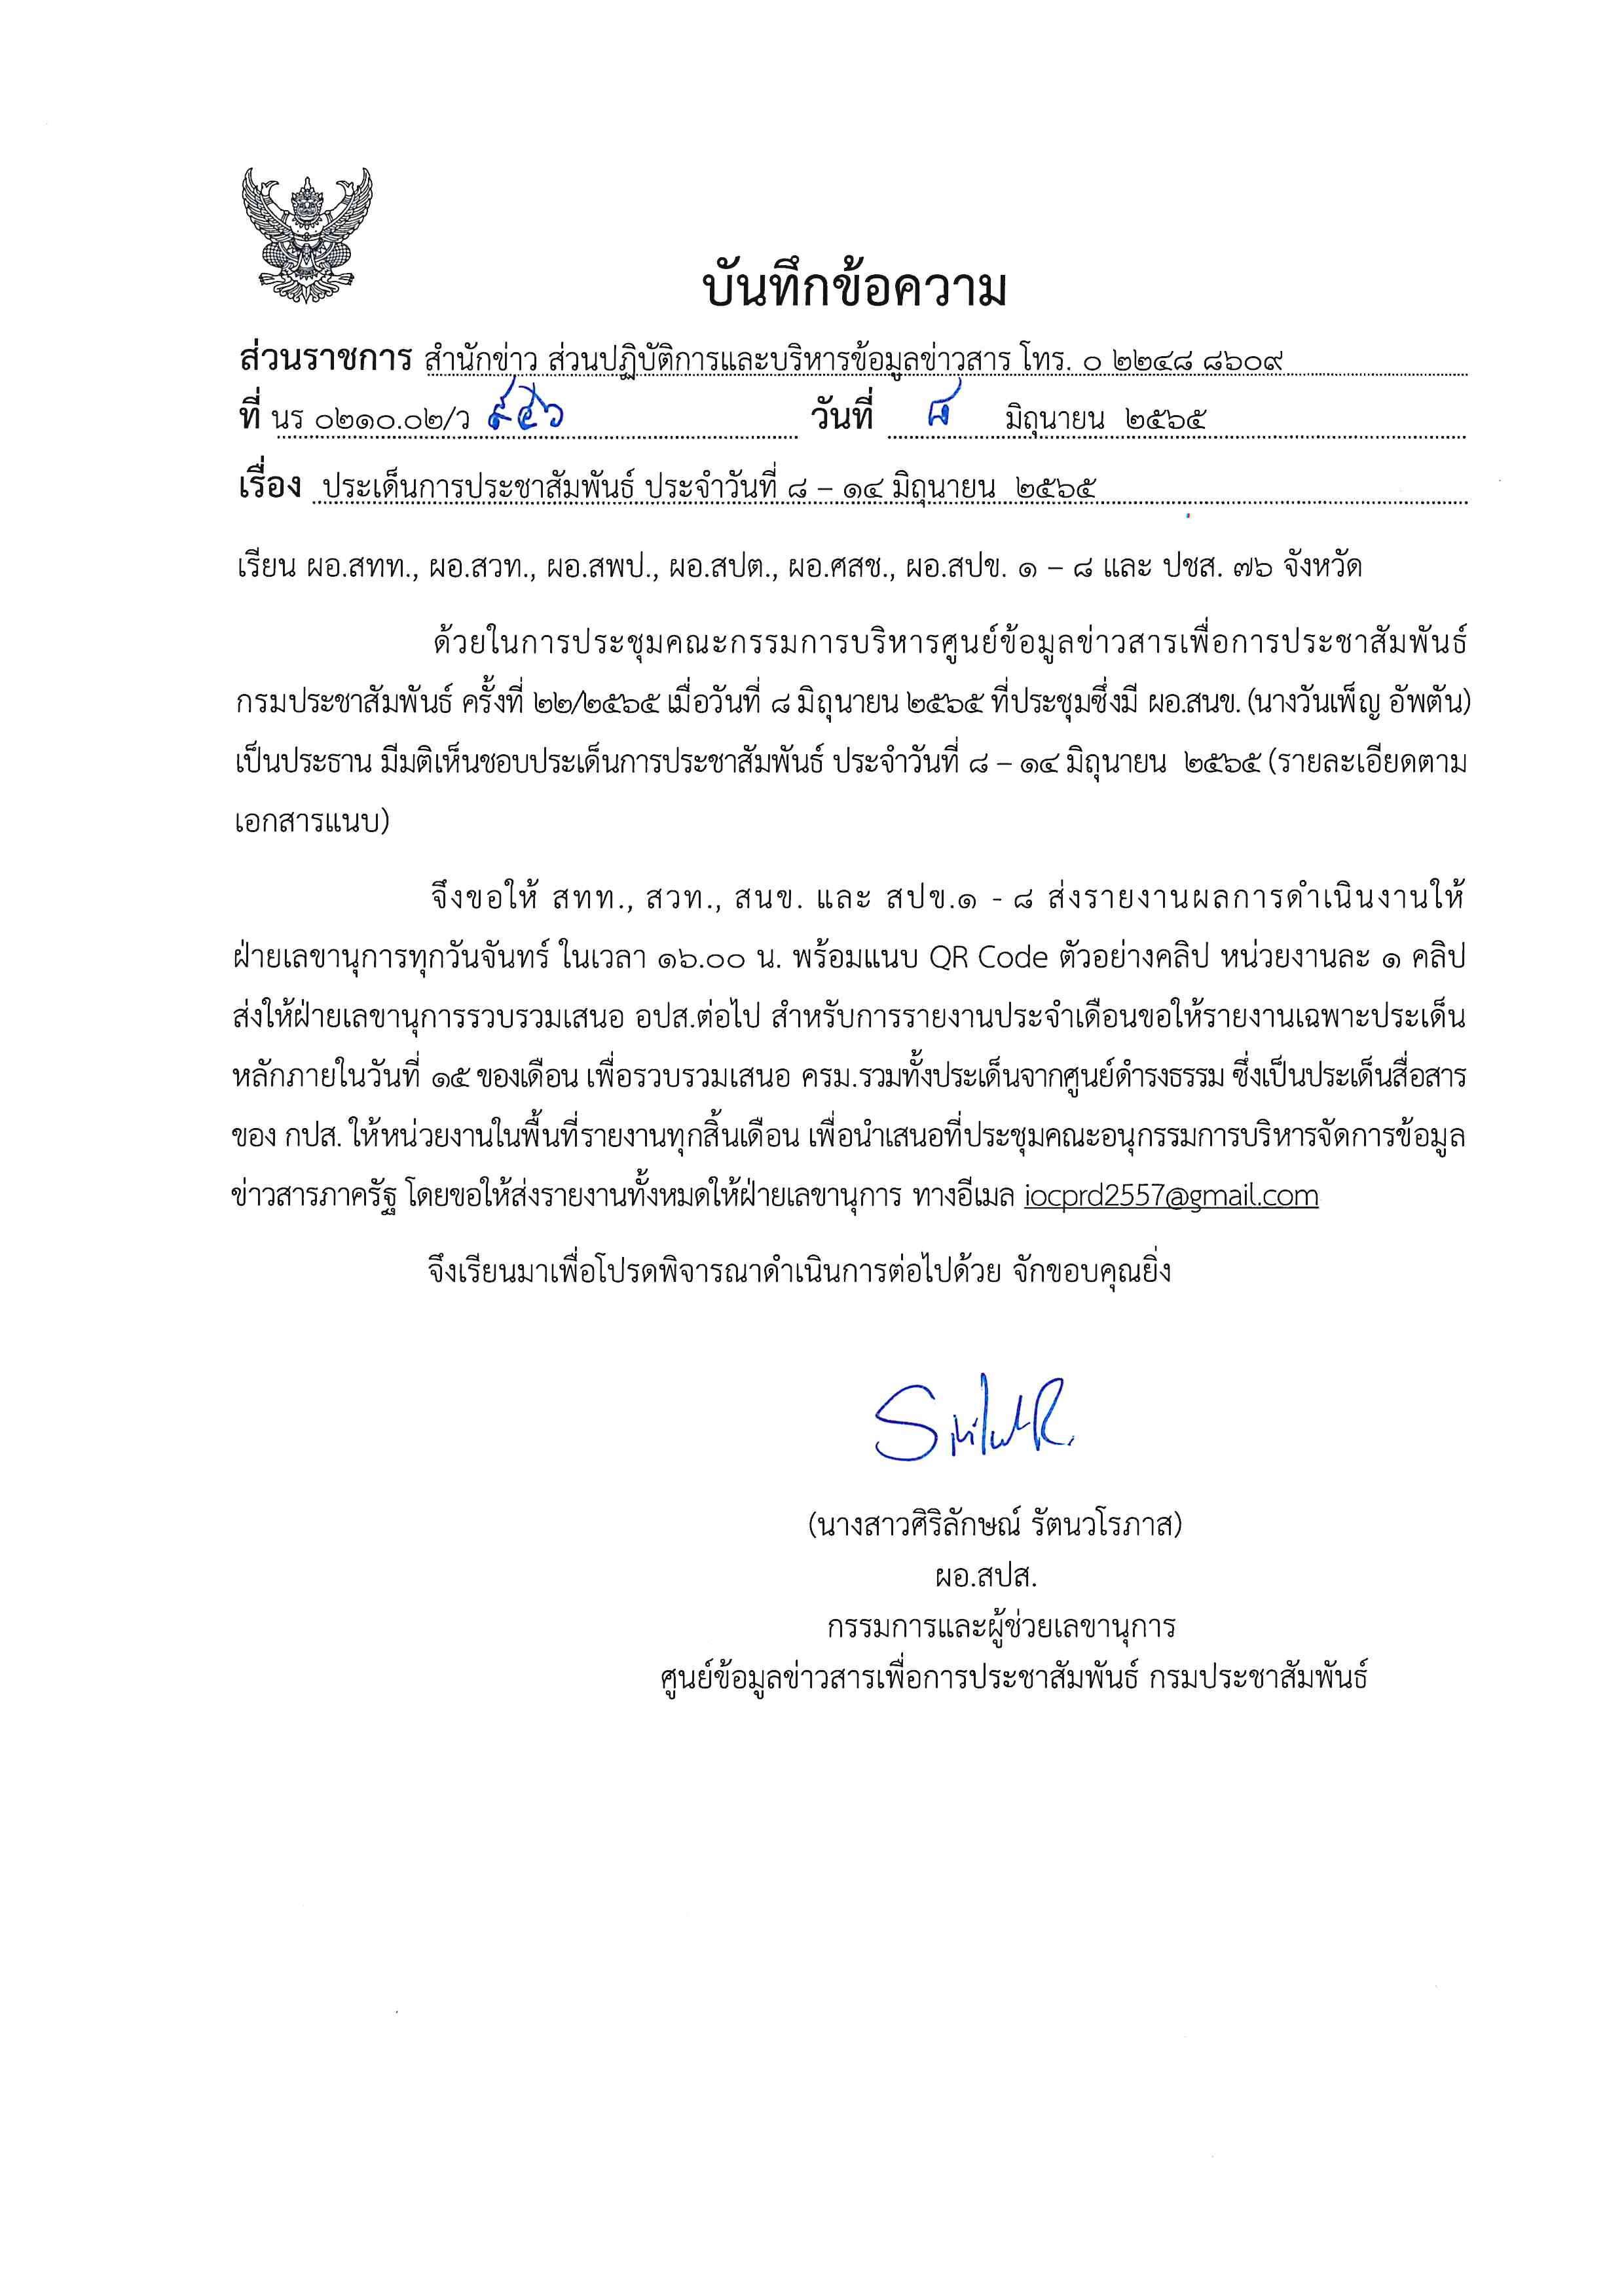 บันทึกข้อความ
ส่วนราชการ สำนักข่าว ส่วนปฏิบัติการและบริหารข้อมูลข่าวสาร โทร. ๐ ๒๒๔๘ ๘๖๐๙
ที่ นร ๐๒๑๐.๐๒/ว วันที่ ๘ มิถุนายน ๒๕๖๕
เรื่อง ประเด็นการประชาสัมพันธ์ ประจำวันที่ ๘ – ๑๔ มิถุนายน ๒๕๖๕
เรียน ผอ.สทท., ผอ.สวท., ผอ.สพป., ผอ.สปต., ผอ.ศสช., ผอ.สปข. ๑ – ๘ และ ปชส. ๗๖ จังหวัด
ด้วยในการประชุมคณะกรรมการบริหารศูนย์ข้อมูลข่าวสารเพื่อการประชาสัมพันธ์
กรมประชาสัมพันธ์ ครั้งที่ ๒๒/๒๕๖๕ เมื่อวันที่ ๘ มิถุนายน ๒๕๖๕ ที่ประชุมซึ่งมี ผอ.สนข. (นางวันเพ็ญ อัพตัน)
เป็นประธาน มีมติเห็นชอบประเด็นการประชาสัมพันธ์ ประจำวันที่ ๘ – ๑๔ มิถุนายน ๒๕๖๕ (รายละเอียดตาม
เอกสารแนบ)
จึงขอให้ สทท., สวท., สนข. และ สปข.๑ - ๘ ส่งรายงานผลการดำเนินงานให้
ฝ่ายเลขานุการทุกวันจันทร์ ในเวลา ๑๖.๐๐ น. พร้อมแนบ QR Code ตัวอย่างคลิป หน่วยงานละ ๑ คลิป
ส่งให้ฝ่ายเลขานุการรวบรวมเสนอ อปส.ต่อไป สำหรับการรายงานประจำเดือนขอให้รายงานเฉพาะประเด็น
หลักภายในวันที่ ๑๕ ของเดือน เพื่อรวบรวมเสนอ ครม.รวมทั้งประเด็นจากศูนย์ดำรงธรรม ซึ่งเป็นประเด็นสื่อสาร
ของ กปส. ให้หน่วยงานในพื้นที่รายงานทุกสิ้นเดือน เพื่อนำเสนอที่ประชุมคณะอนุกรรมการบริหารจัดการข้อมูล
ข่าวสารภาครัฐ โดยขอให้ส่งรายงานทั้งหมดให้ฝ่ายเลขานุการ ทางอีเมล iocprd2557@gmail.com
จึงเรียนมาเพื่อโปรดพิจารณาดำเนินการต่อไปด้วย จักขอบคุณยิ่ง
(นางสาวศิริลักษณ์ รัตนวโรภาส)
ผอ.สปส.
กรรมการและผู้ช่วยเลขานุการ
ศูนย์ข้อมูลข่าวสารเพื่อการประชาสัมพันธ์ กรมประชาสัมพันธ์